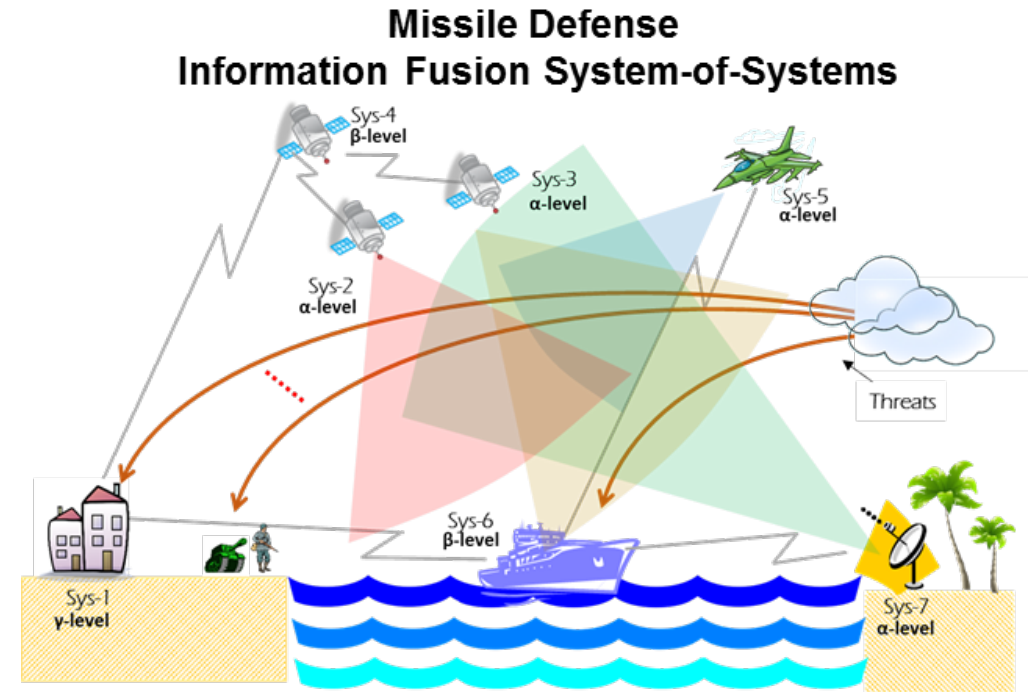 Missile Defense
Information Fusion System-of-Systems
Sys-4
β-level
Sys-3
α-level
Sys-5
α-level
Sys-2
α-level
Threats
Sys-6
β-level
Sys-1
γ-level
Sys-7
α-level